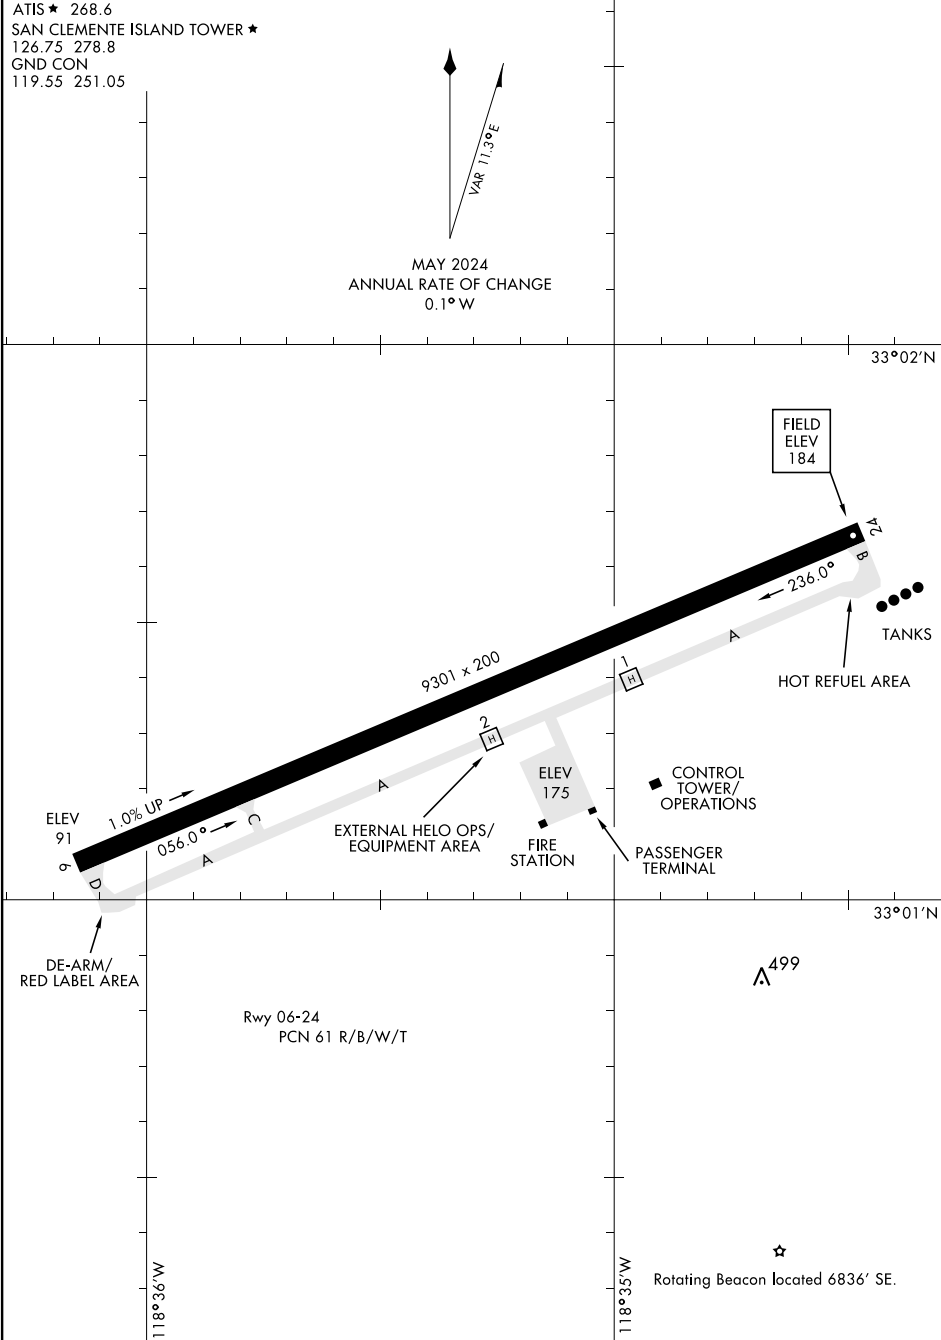 ATIS ★ 268.6
SAN CLEMENTE ISLAND TOWER ★
126.75 278.8
GND CON
119.55 251.05
VAR 11.3° E
MAY 2024
ANNUAL RATE OF CHANGE
0.1° W
33° 02' N
FIELD
ELEV
184
24
B
236.0°
TANKS
A
HOT REFUEL AREA
9301 x 200
1
H
2
H
A
ELEV
175
CONTROL
TOWER/
OPERATIONS
EXTERNAL HELO OPS/
EQUIPMENT AREA
FIRE
STATION
PASSENGER
TERMINAL
1.0% UP
ELEV
91
056.0°
C
A
6
D
33° 01' N
DE-ARM/
RED LABEL AREA
499
Rwy 06-24
PCN 61 R/B/W/T
118° 36' W
118° 35' W
Rotating Beacon located 6836' SE.